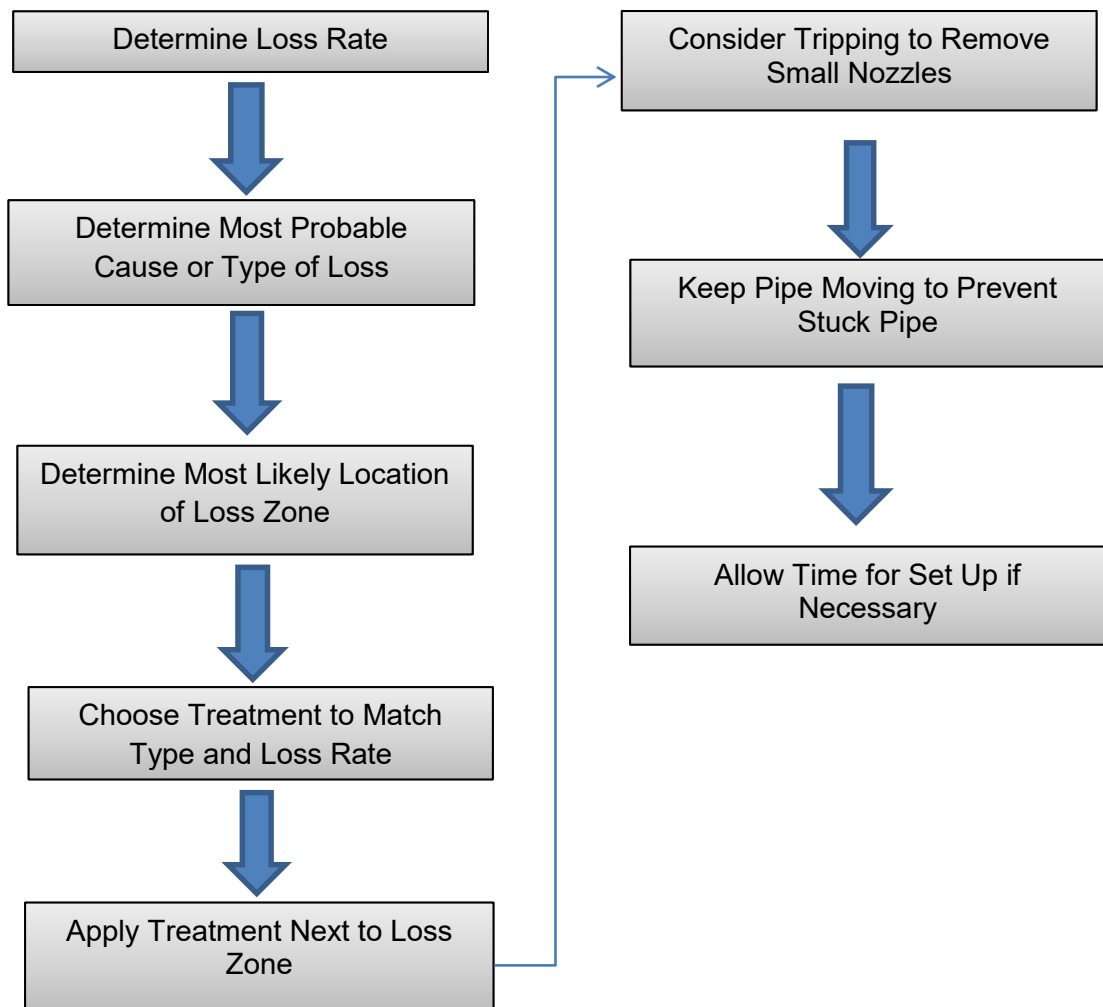 Determine Loss Rate
Determine Most Probable
Cause or Type of Loss
Determine Most Likely Location
of Loss Zone
Choose Treatment to Match
Type and Loss Rate
Apply Treatment Next to Loss
Zone
Consider Tripping to Remove
Small Nozzles
Keep Pipe Moving to Prevent
Stuck Pipe
Allow Time for Set Up if
Necessary